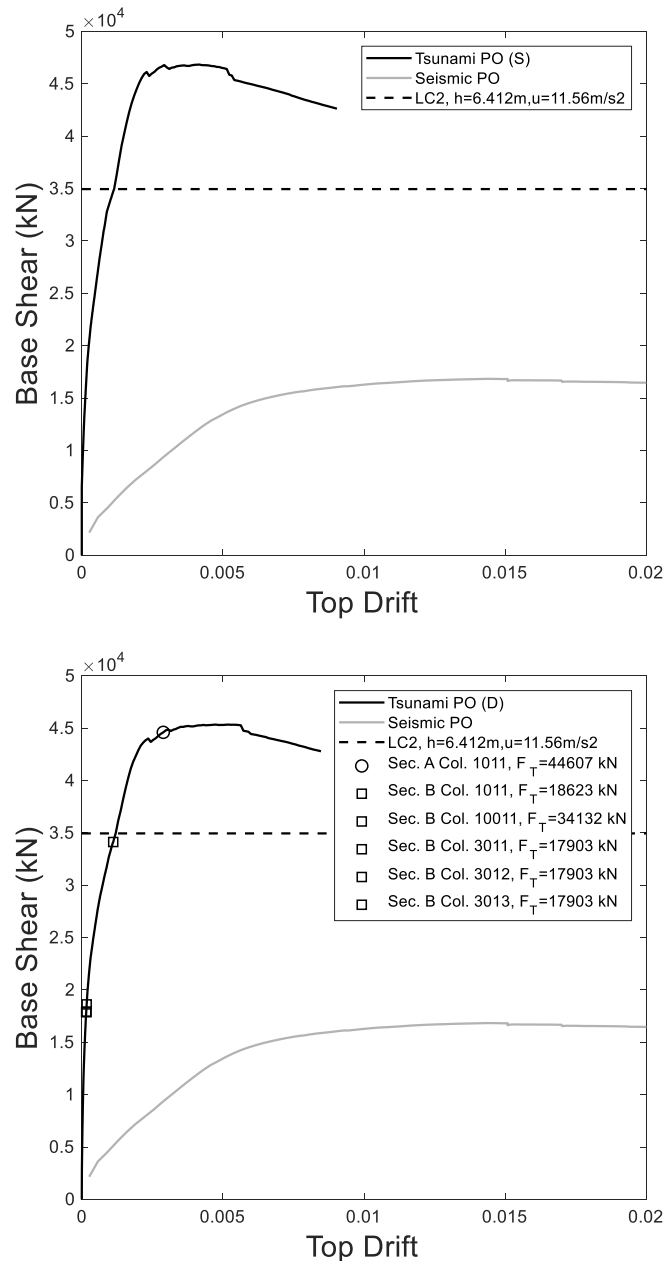 ×10⁴
5
4.5
4
3.5
3
2.5
2
1.5
1
0.5
0
Base Shear (kN)
Tsunami PO (S)
Seismic PO
LC2, h=6.412m,u=11.56m/s2
0 0.005 0.01 0.015 0.02
Top Drift
×10⁴
5
4.5
4
3.5
3
2.5
2
1.5
1
0.5
0
Base Shear (kN)
Tsunami PO (D)
Seismic PO
LC2, h=6.412m,u=11.56m/s2
Sec. A Col. 1011, F_T=44607 kN
Sec. B Col. 1011, F_T=18623 kN
Sec. B Col. 10011, F_T=34132 kN
Sec. B Col. 3011, F_T=17903 kN
Sec. B Col. 3012, F_T=17903 kN
Sec. B Col. 3013, F_T=17903 kN
0 0.005 0.01 0.015 0.02
Top Drift